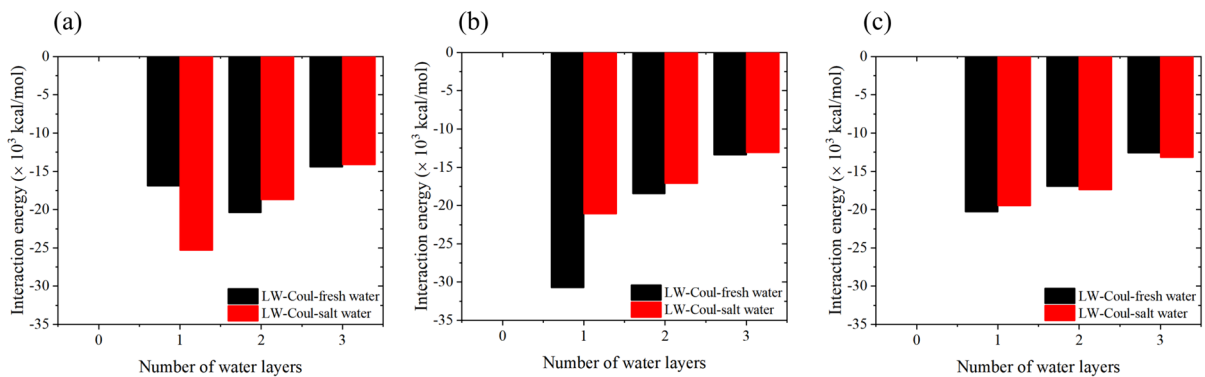 (a)
Interaction energy (× 10³ kcal/mol)
0
-5
-10
-15
-20
-25
-30
-35
LW-Coul-fresh water
LW-Coul-salt water
0 1 2 3
Number of water layers
(b)
Interaction energy (× 10³ kcal/mol)
0
-5
-10
-15
-20
-25
-30
-35
LW-Coul-fresh water
LW-Coul-salt water
0 1 2 3
Number of water layers
(c)
Interaction energy (× 10³ kcal/mol)
0
-5
-10
-15
-20
-25
-30
-35
LW-Coul-fresh water
LW-Coul-salt water
0 1 2 3
Number of water layers